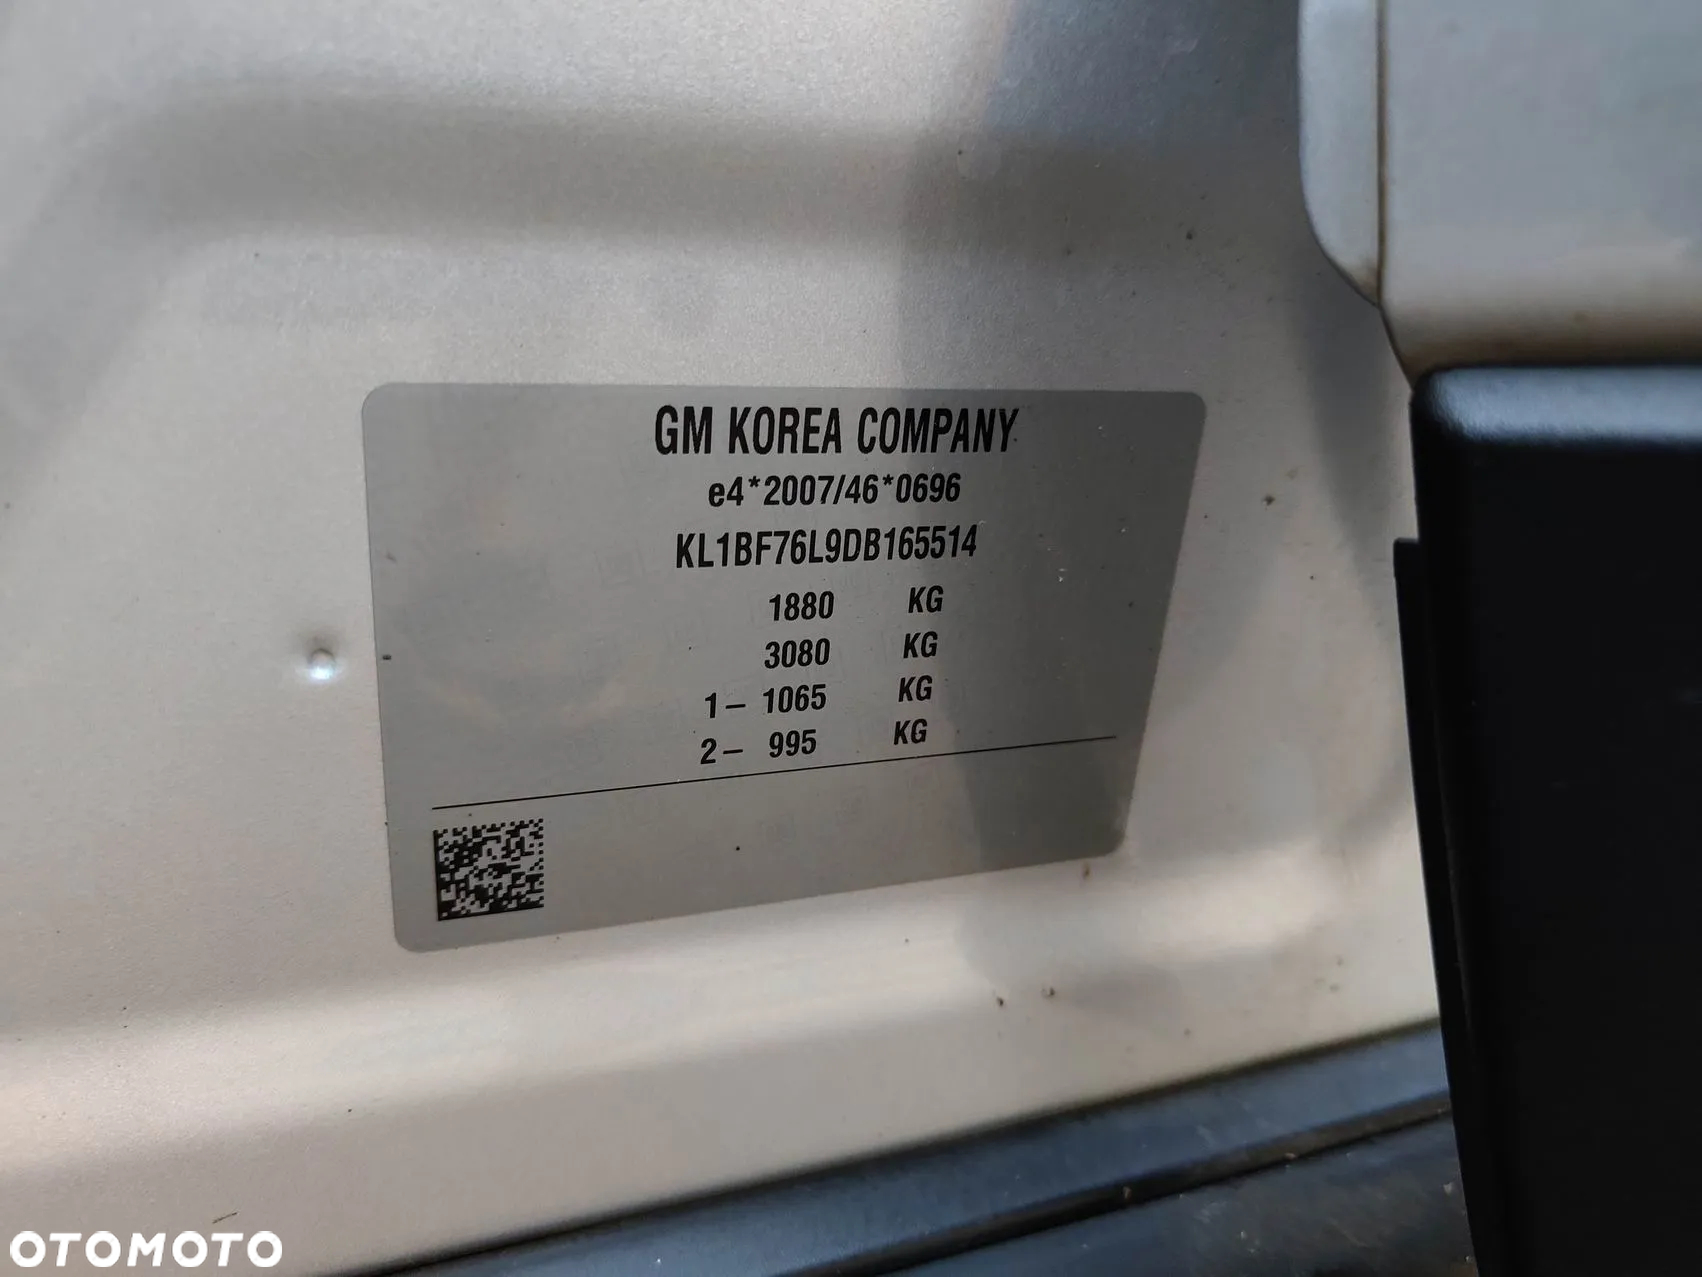 GM KOREA COMPANY
e4*2007/46*0696
KL1BF76L9DB165514
1880 KG
3080 KG
1– 1065 KG
2– 995 KG
OTOMOTO